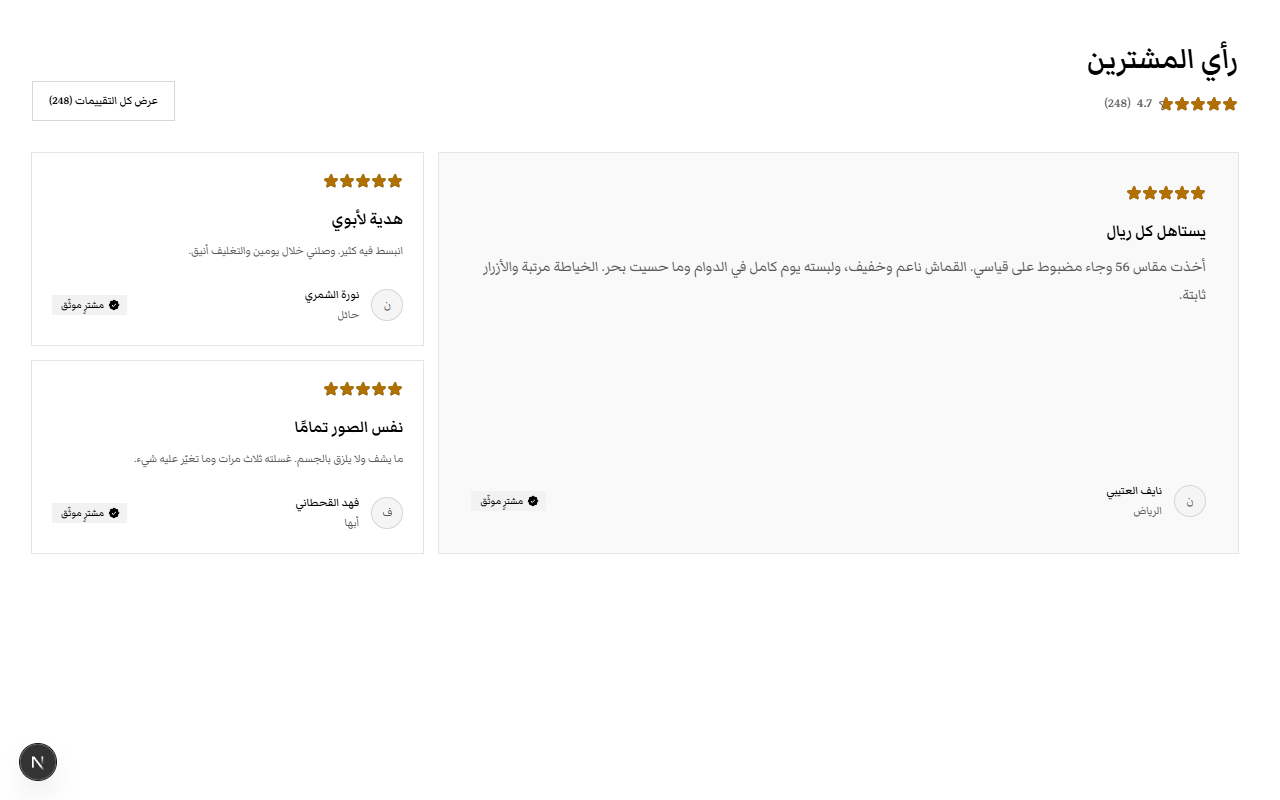 رأي المشترين
4.7 (248)
عرض كل التقييمات (248)
يستاهل كل ريال
أخذت مقاس 56 وجاء مضبوط على قياسي. القماش ناعم وخفيف، ولبسته يوم كامل في الدوام وما حسيت بحر. الخياطة مرتبة والأزرار
ثابتة.
ن
نايف العتيبي
الرياض
مشترٍ موثّق
هدية لأبوي
انبسط فيه كثير. وصلني خلال يومين والتغليف أنيق.
ن
نورة الشمري
حائل
مشترٍ موثّق
نفس الصور تمامًا
ما يشف ولا يلزق بالجسم. غسلته ثلاث مرات وما تغيّر عليه شيء.
ف
فهد القحطاني
أبها
مشترٍ موثّق
N